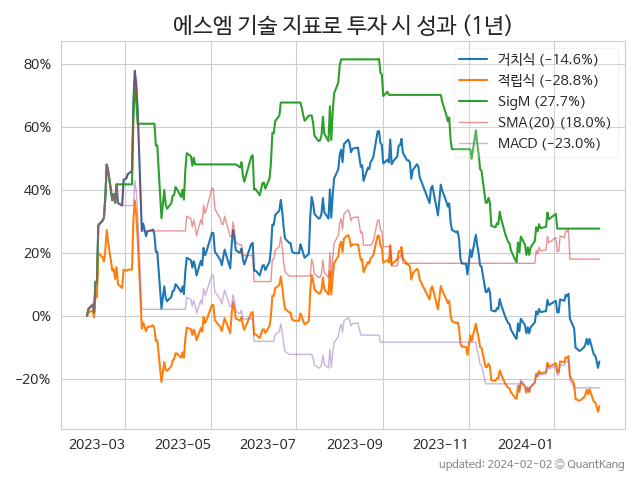 에스엠 기술 지표로 투자 시 성과 (1년)
80%
60%
40%
20%
0%
−20%
거치식 (−14.6%)
적립식 (−28.8%)
SigM (27.7%)
SMA(20) (18.0%)
MACD (−23.0%)
2023-03
2023-05
2023-07
2023-09
2023-11
2024-01
updated: 2024-02-02 © QuantKang